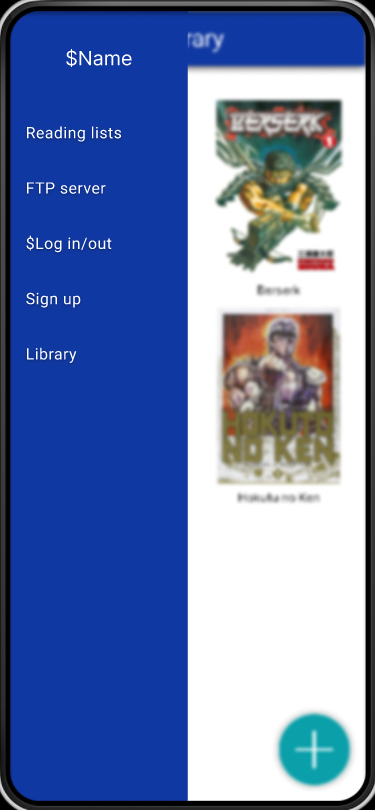 $Name
rary
Reading lists
FTP server
$Log in/out
Sign up
Library
BERSERK
1
Berserk
HOKUTO
NO KEN
Hokuto no Ken